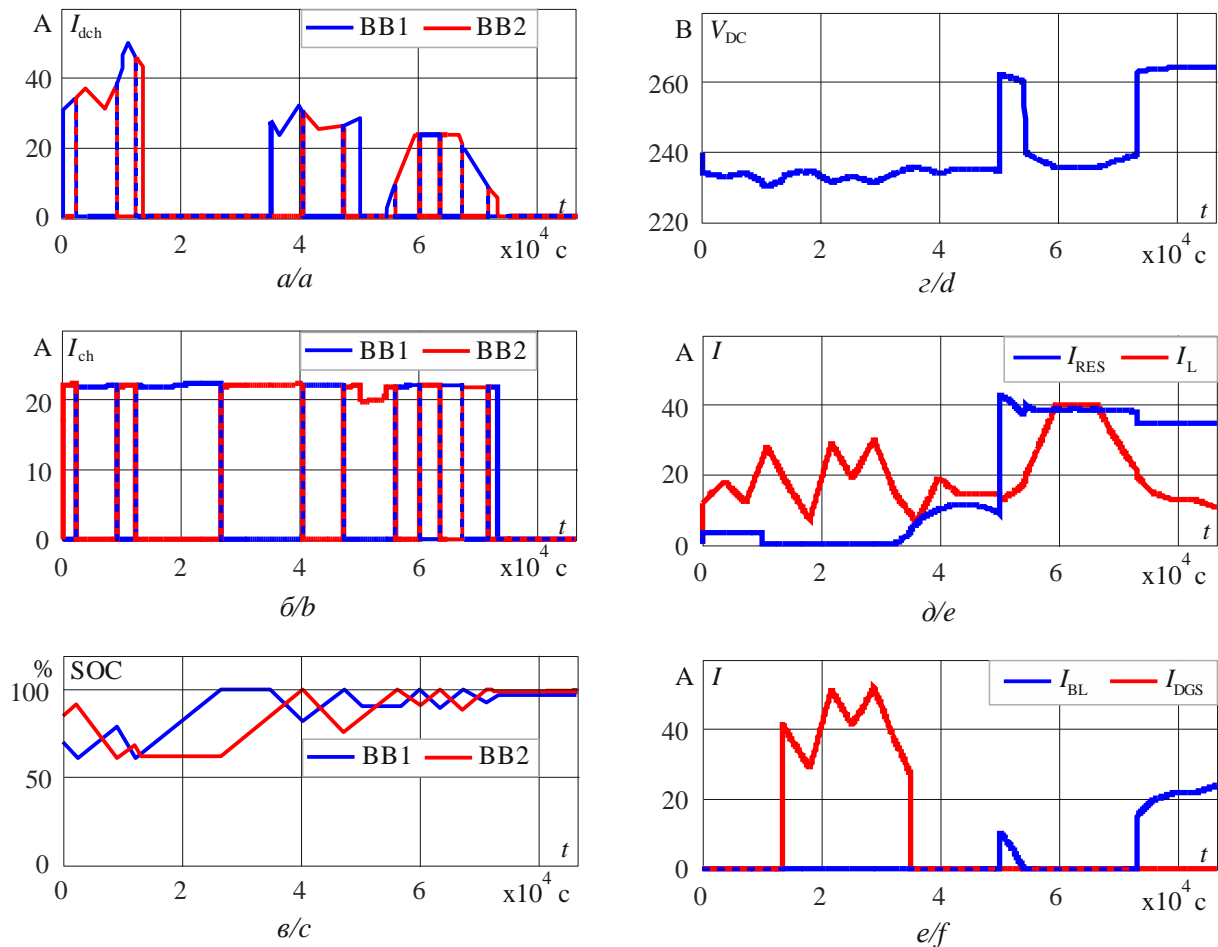 A I_dch BB1 BB2
40
20
0 t
0 2 4 6 x10^4 c
а/a
В V_DC
260
240
220 t
0 2 4 6 x10^4 c
г/d
A I_ch BB1 BB2
20
10
0 t
0 2 4 6 x10^4 c
б/b
A I I_RES I_L
40
20
0 t
0 2 4 6 x10^4 c
д/e
% SOC
100
BB1 BB2
50
0 t
0 2 4 6 x10^4 c
в/c
A I I_BL I_DGS
40
20
0 t
0 2 4 6 x10^4 c
е/f